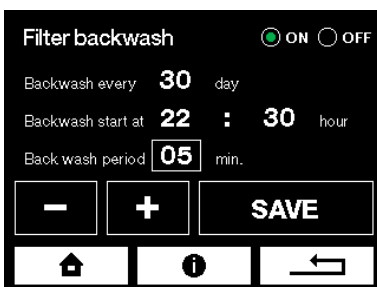 Filter backwash ON OFF
Backwash every 30 day
Backwash start at 22 : 30 hour
Back wash period 05 min.
- + SAVE